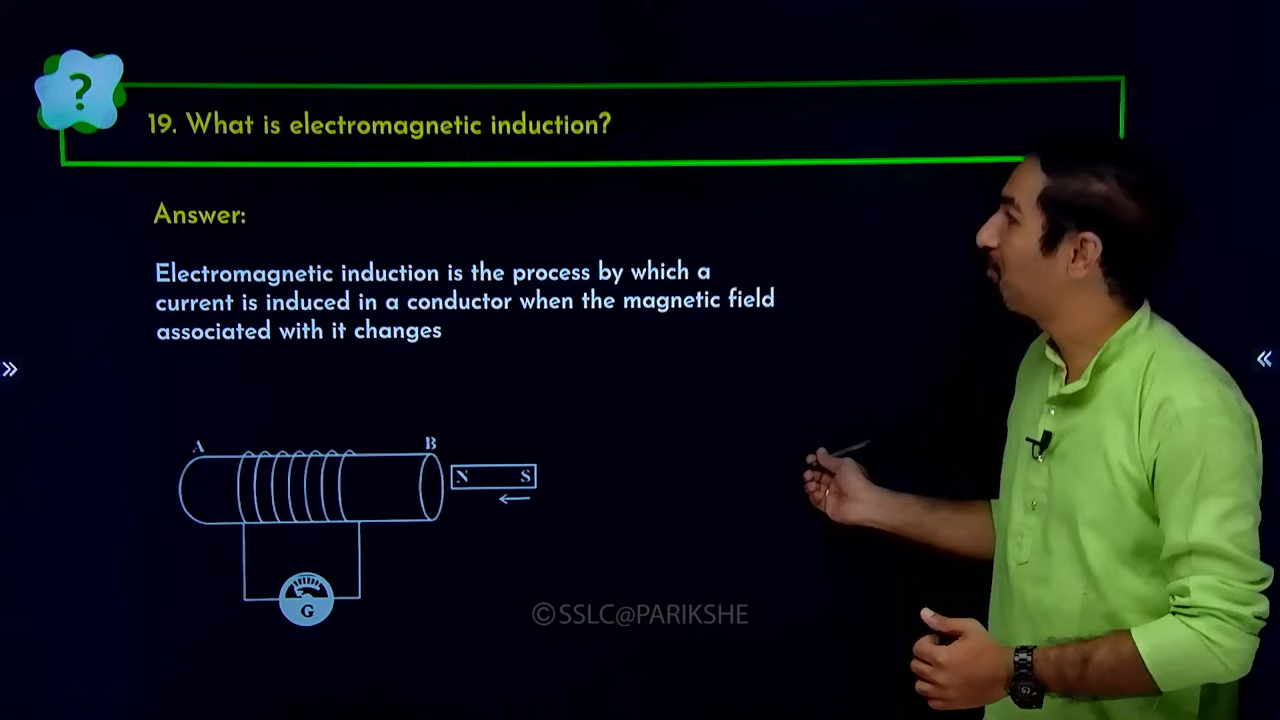 ?
19. What is electromagnetic induction?
Answer:
Electromagnetic induction is the process by which a
current is induced in a conductor when the magnetic field
associated with it changes
»
«
A
B
N S
←
G
©SSLC@PARIKSHE